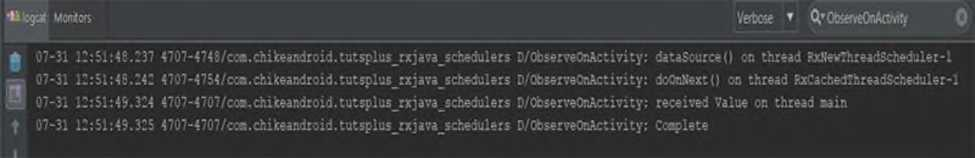 logcat Monitors
Verbose ObserveOnActivity
07-31 12:51:48.237 4707-4748/com.chikeandroid.tutsplus_rxjava_schedulers D/ObserveOnActivity: dataSource() on thread RxNewThreadScheduler-1
07-31 12:51:48.242 4707-4754/com.chikeandroid.tutsplus_rxjava_schedulers D/ObserveOnActivity: doOnNext() on thread RxCachedThreadScheduler-1
07-31 12:51:49.324 4707-4707/com.chikeandroid.tutsplus_rxjava_schedulers D/ObserveOnActivity: received Value on thread main
07-31 12:51:49.325 4707-4707/com.chikeandroid.tutsplus_rxjava_schedulers D/ObserveOnActivity: Complete